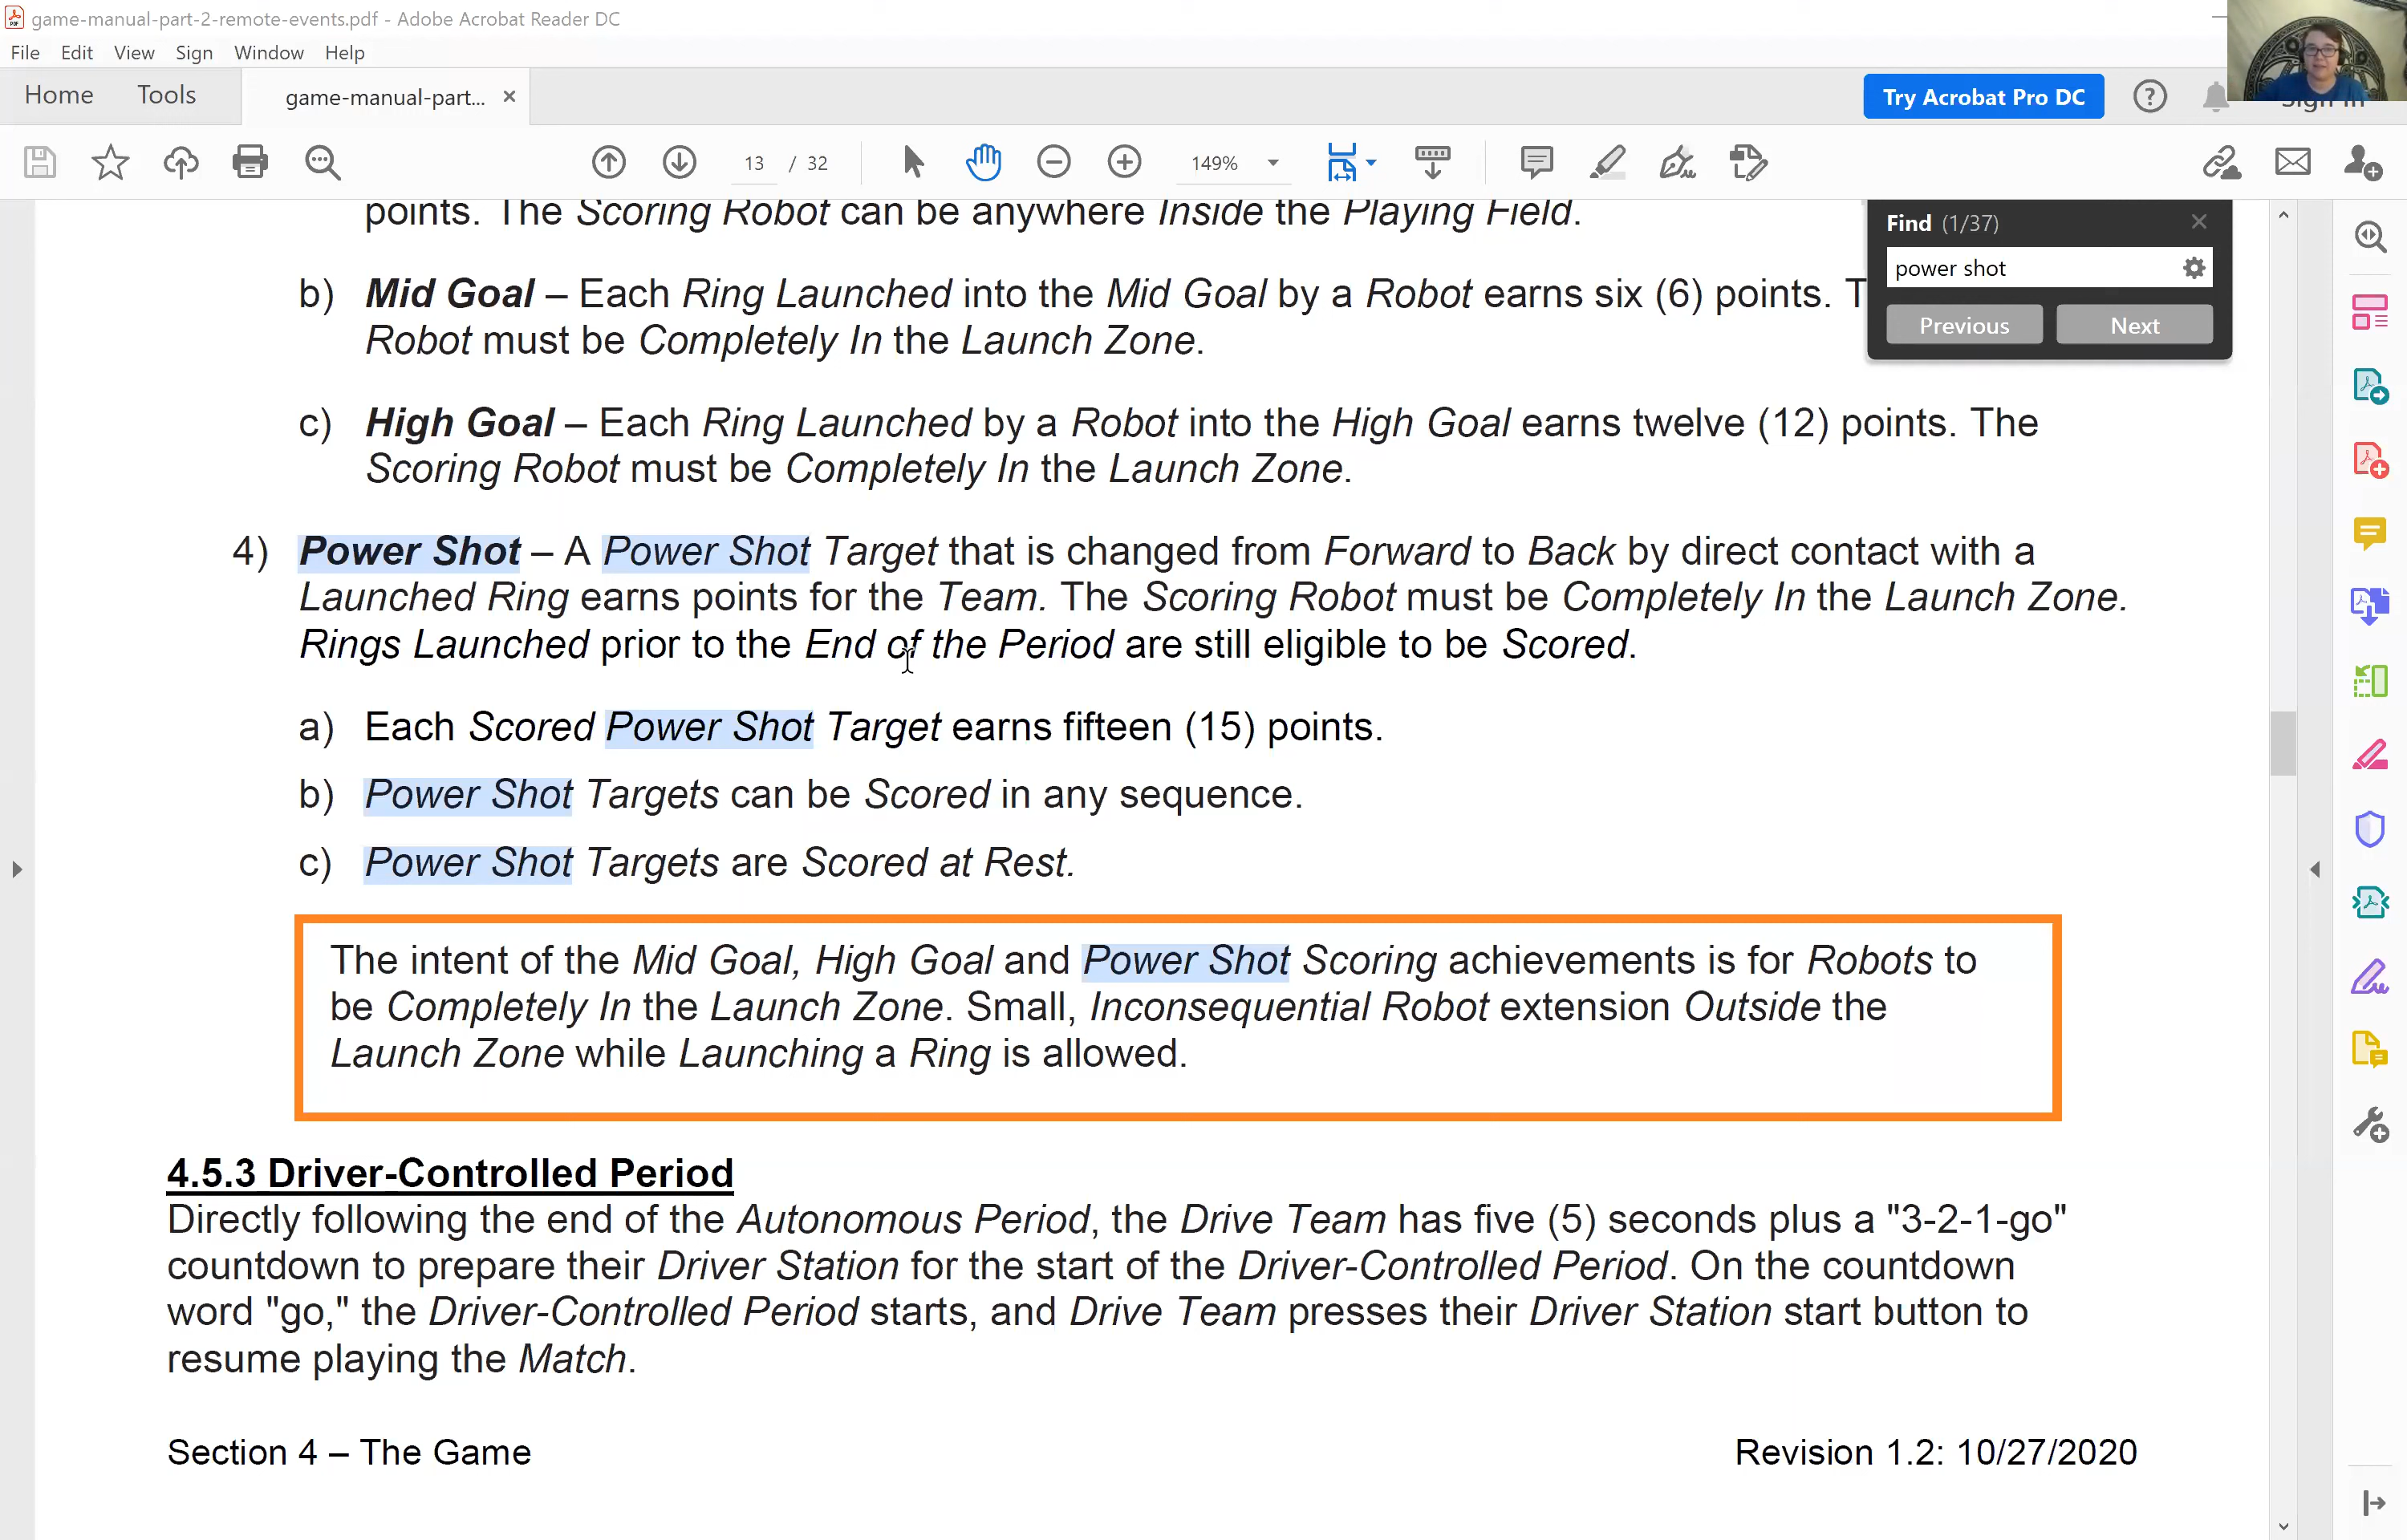 game-manual-part-2-remote-events.pdf - Adobe Acrobat Reader DC
File Edit View Sign Window Help
Home Tools game-manual-part... × Try Acrobat Pro DC
13 / 32 149%
Find (1/37)
power shot
Previous Next
points. The Scoring Robot can be anywhere Inside the Playing Field.
b) Mid Goal – Each Ring Launched into the Mid Goal by a Robot earns six (6) points. T
Robot must be Completely In the Launch Zone.
c) High Goal – Each Ring Launched by a Robot into the High Goal earns twelve (12) points. The
Scoring Robot must be Completely In the Launch Zone.
4) Power Shot – A Power Shot Target that is changed from Forward to Back by direct contact with a
Launched Ring earns points for the Team. The Scoring Robot must be Completely In the Launch Zone.
Rings Launched prior to the End of the Period are still eligible to be Scored.
a) Each Scored Power Shot Target earns fifteen (15) points.
b) Power Shot Targets can be Scored in any sequence.
c) Power Shot Targets are Scored at Rest.
The intent of the Mid Goal, High Goal and Power Shot Scoring achievements is for Robots to
be Completely In the Launch Zone. Small, Inconsequential Robot extension Outside the
Launch Zone while Launching a Ring is allowed.
4.5.3 Driver-Controlled Period
Directly following the end of the Autonomous Period, the Drive Team has five (5) seconds plus a "3-2-1-go"
countdown to prepare their Driver Station for the start of the Driver-Controlled Period. On the countdown
word "go," the Driver-Controlled Period starts, and Drive Team presses their Driver Station start button to
resume playing the Match.
Section 4 – The Game Revision 1.2: 10/27/2020